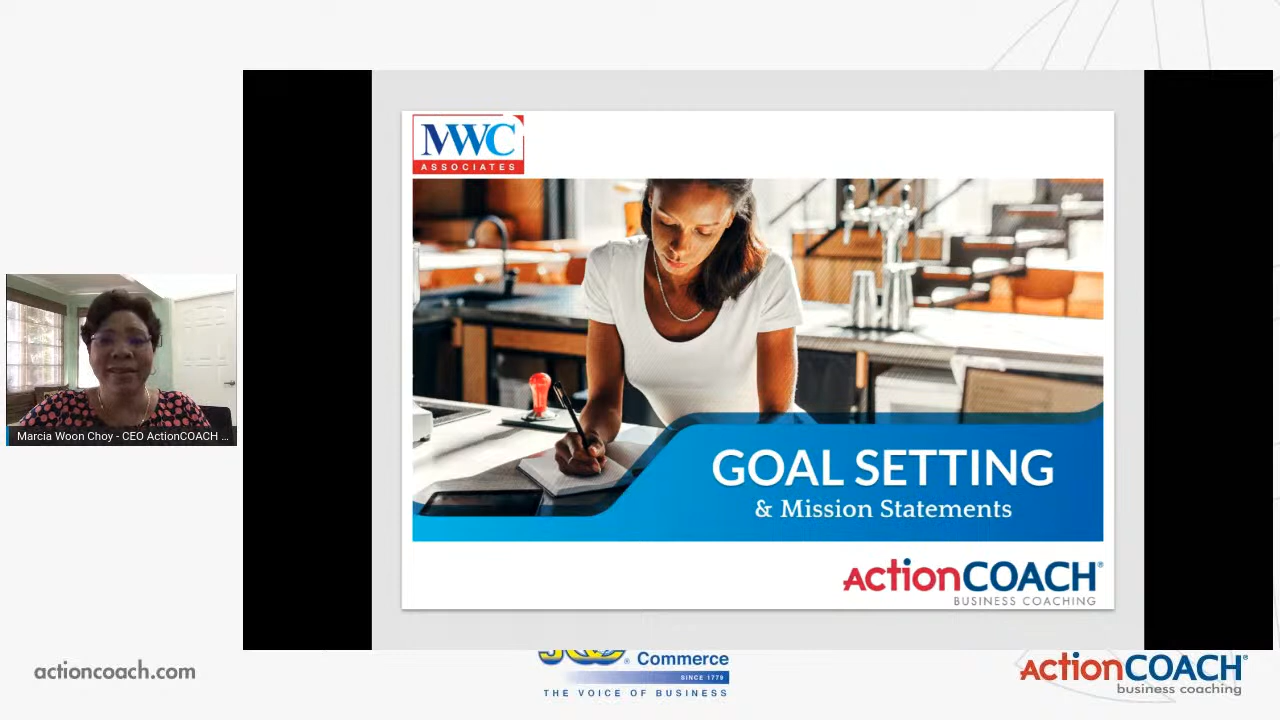 MWC
ASSOCIATES
GOAL SETTING
& Mission Statements
ActionCOACH®
BUSINESS COACHING
Marcia Woon Choy - CEO ActionCOACH ...
actioncoach.com
® Commerce
SINCE 1779
THE VOICE OF BUSINESS
ActionCOACH®
business coaching